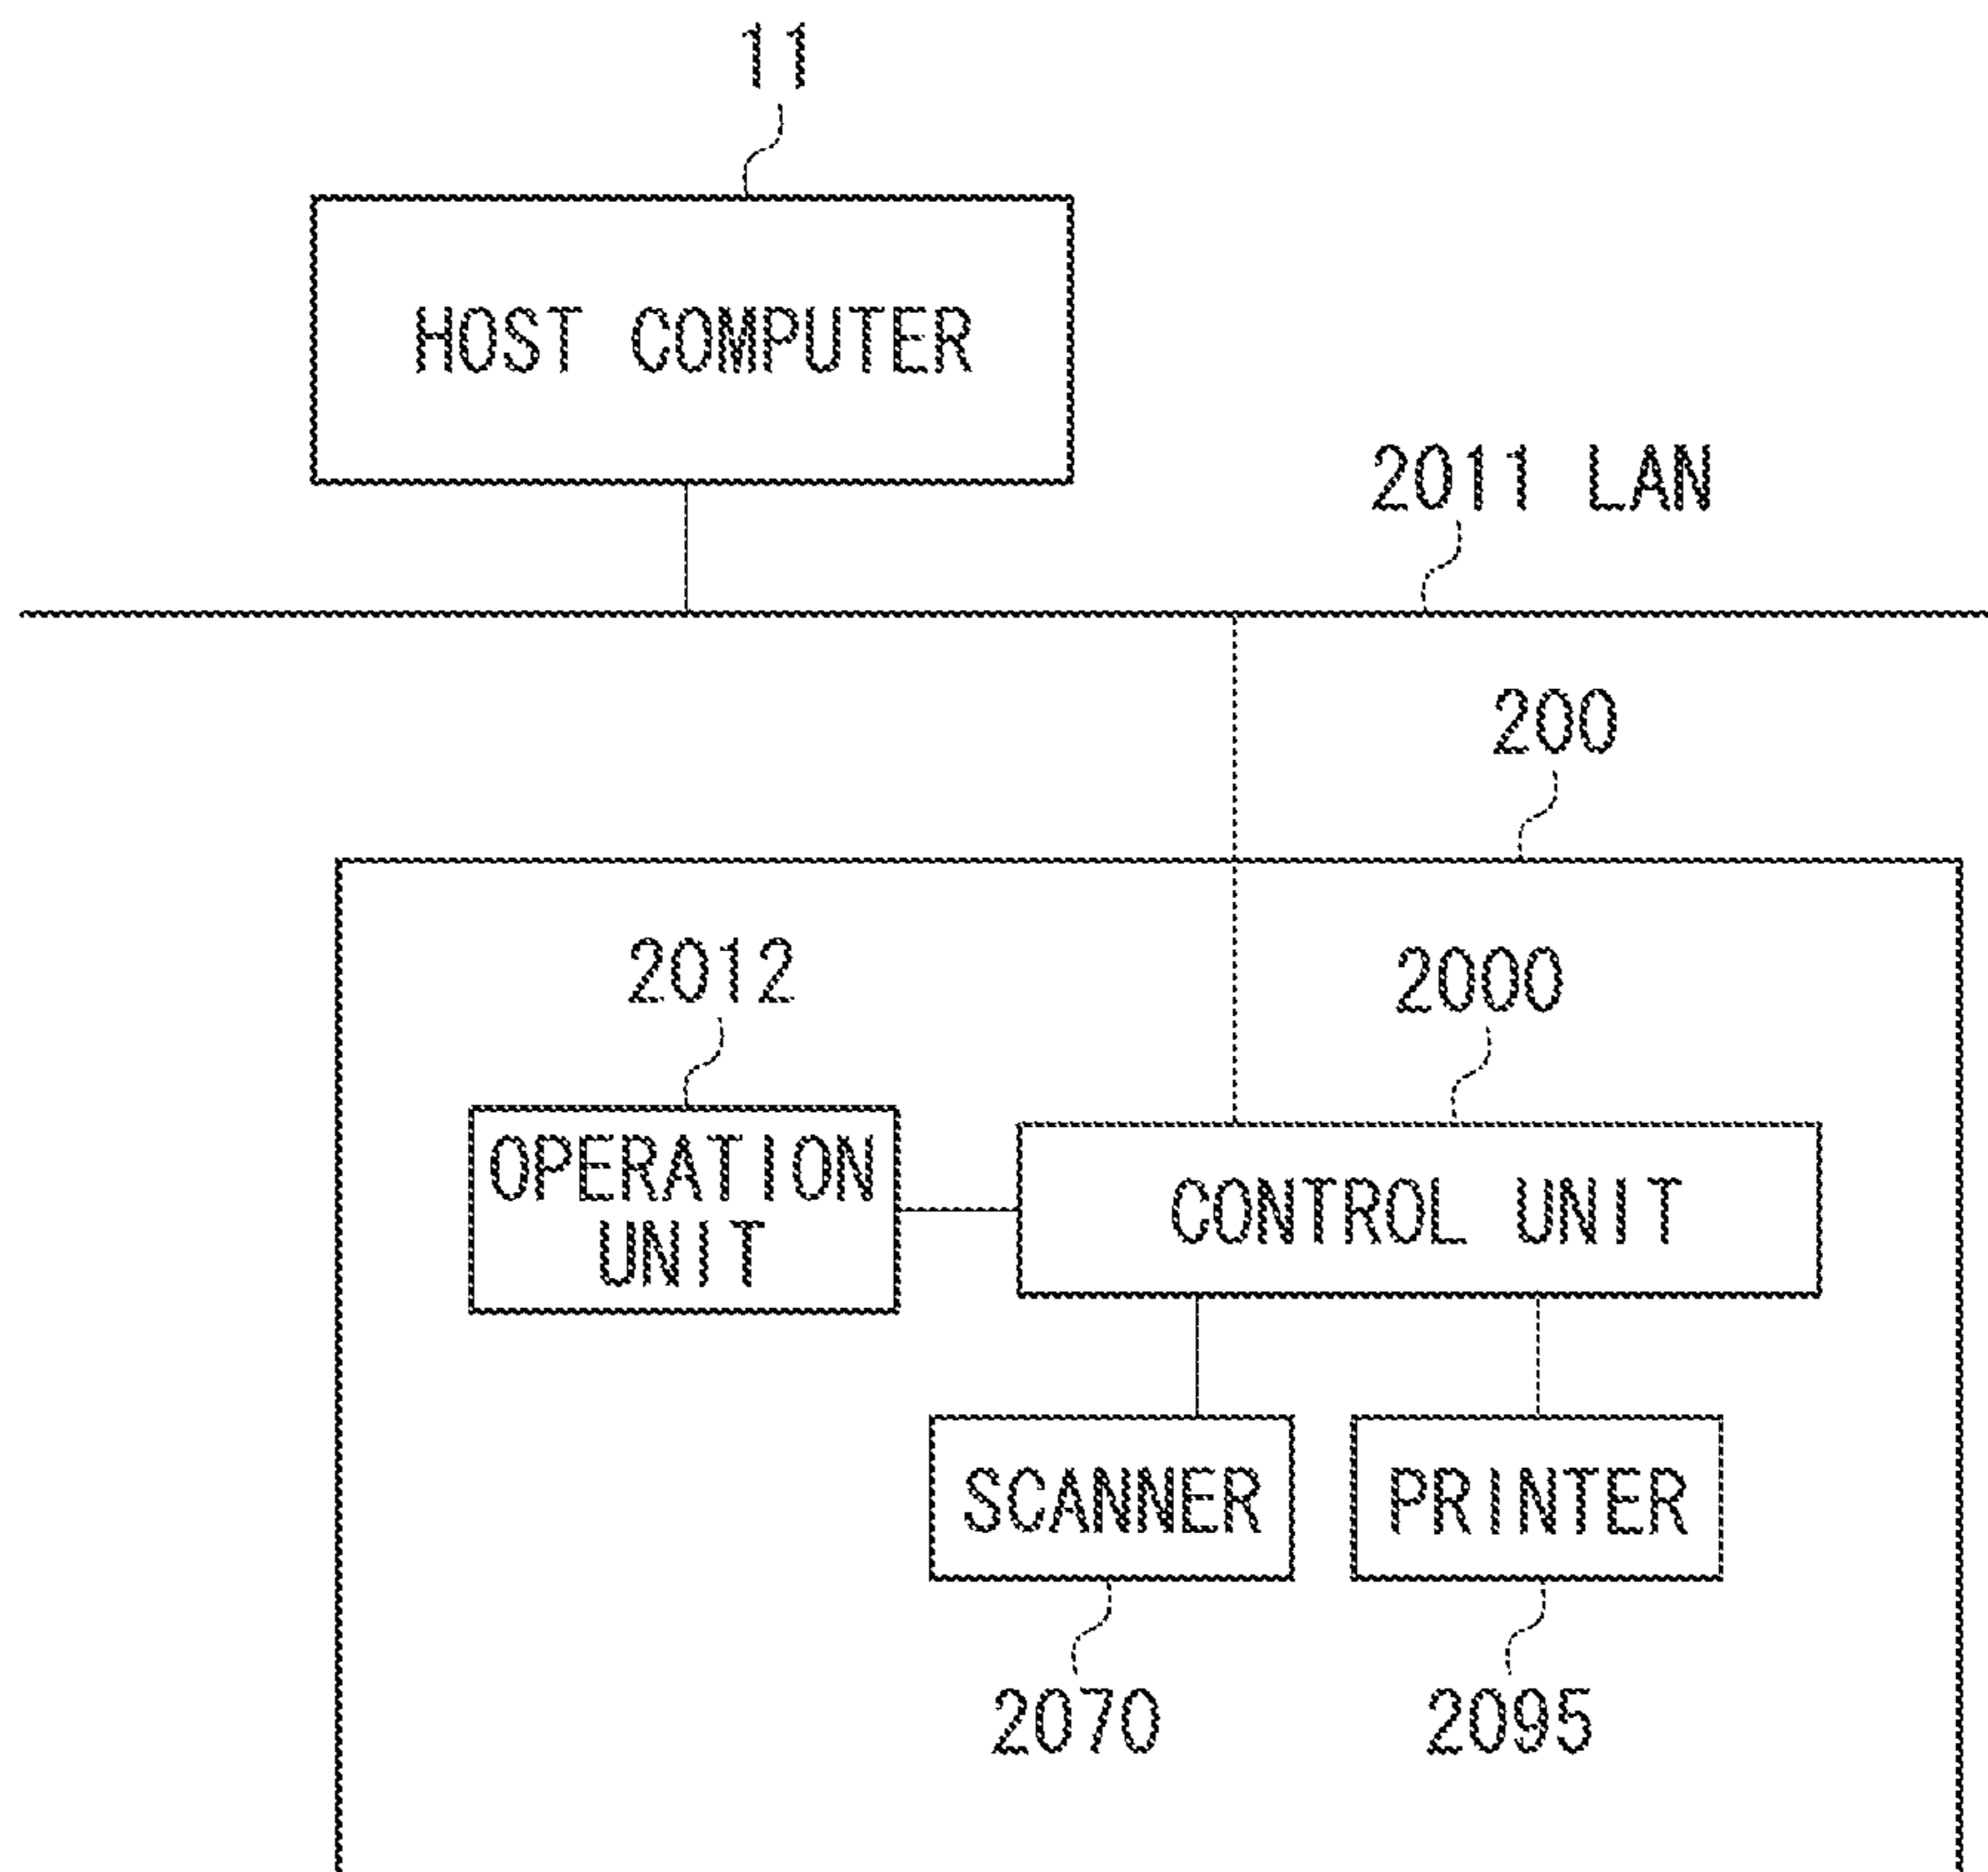 11
HOST COMPUTER
2011 LAN
200
2012
2000
OPERATION
UNIT
CONTROL UNIT
SCANNER
PRINTER
2070
2095